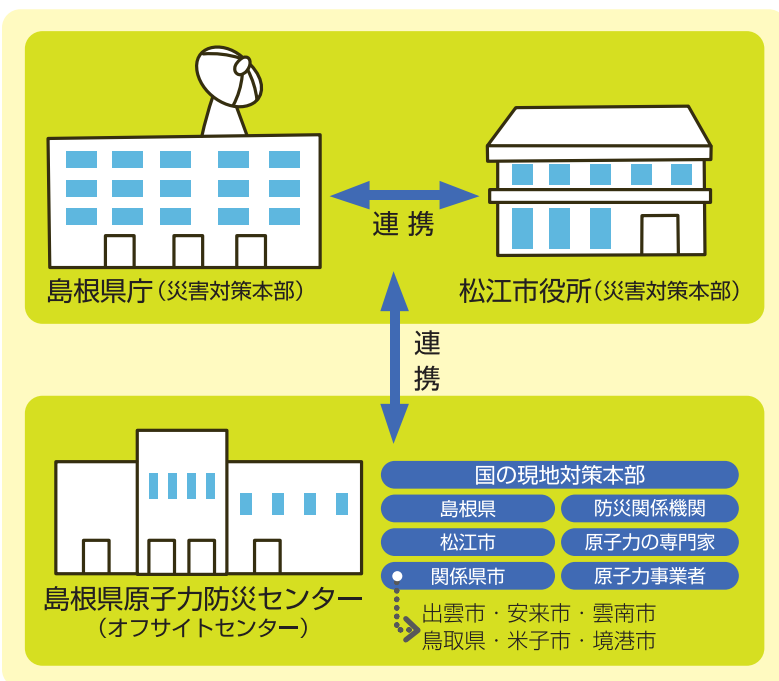 連携
島根県庁(災害対策本部)
松江市役所(災害対策本部)
連携
国の現地対策本部
島根県
防災関係機関
松江市
原子力の専門家
関係県市
原子力事業者
島根県原子力防災センター
(オフサイトセンター)
出雲市・安来市・雲南市
鳥取県・米子市・境港市